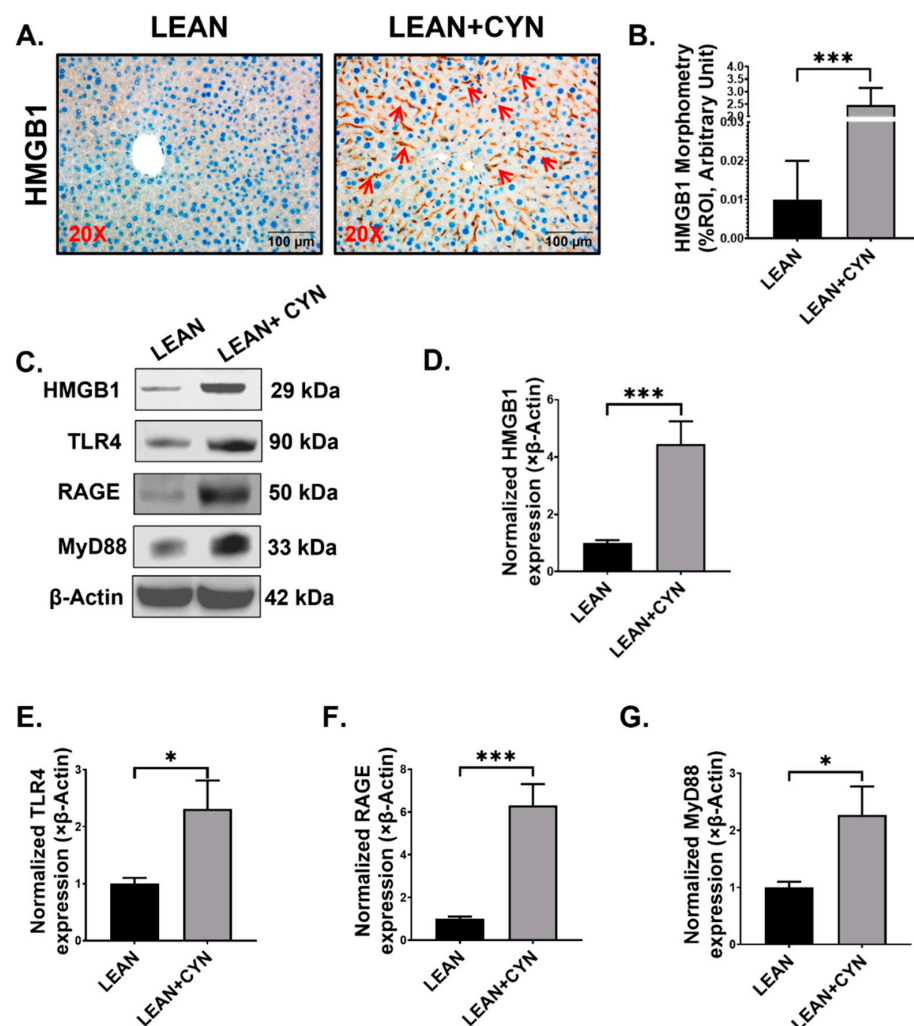 A.
LEAN
LEAN+CYN
HMGB1
20X
100 µm
20X
100 µm
B.
***
HMGB1 Morphometry
(%ROI, Arbitrary Unit)
4.0
3.5
3.0
2.5
2.0
0.03
0.02
0.01
0.00
LEAN
LEAN+CYN
C.
LEAN
LEAN+ CYN
HMGB1
29 kDa
TLR4
90 kDa
RAGE
50 kDa
MyD88
33 kDa
β-Actin
42 kDa
D.
***
Normalized HMGB1
expression (×β-Actin)
6
4
2
0
LEAN
LEAN+CYN
E.
*
Normalized TLR4
expression (×β-Actin)
3
2
1
0
LEAN
LEAN+CYN
F.
***
Normalized RAGE
expression (×β-Actin)
8
6
4
2
0
LEAN
LEAN+CYN
G.
*
Normalized MyD88
expression (×β-Actin)
3
2
1
0
LEAN
LEAN+CYN